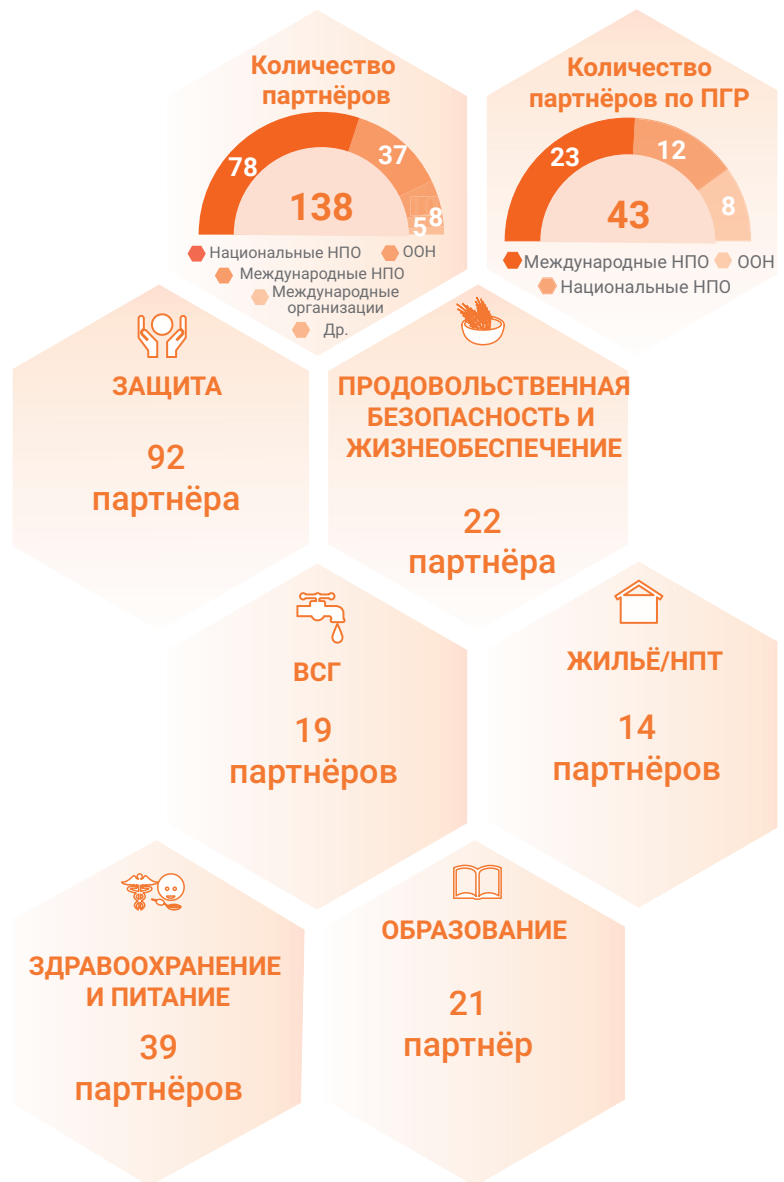 Количество
партнёров
78
37
138
5
8
Национальные НПО
ООН
Международные НПО
Международные
организации
Др.
Количество
партнёров по ПГР
23
12
43
8
Международные НПО
ООН
Национальные НПО
ЗАЩИТА
92
партнёра
ПРОДОВОЛЬСТВЕННАЯ
БЕЗОПАСНОСТЬ И
ЖИЗНЕОБЕСПЕЧЕНИЕ
22
партнёра
ВСГ
19
партнёров
ЖИЛЬЁ/НПТ
14
партнёров
ЗДРАВООХРАНЕНИЕ
И ПИТАНИЕ
39
партнёров
ОБРАЗОВАНИЕ
21
партнёр